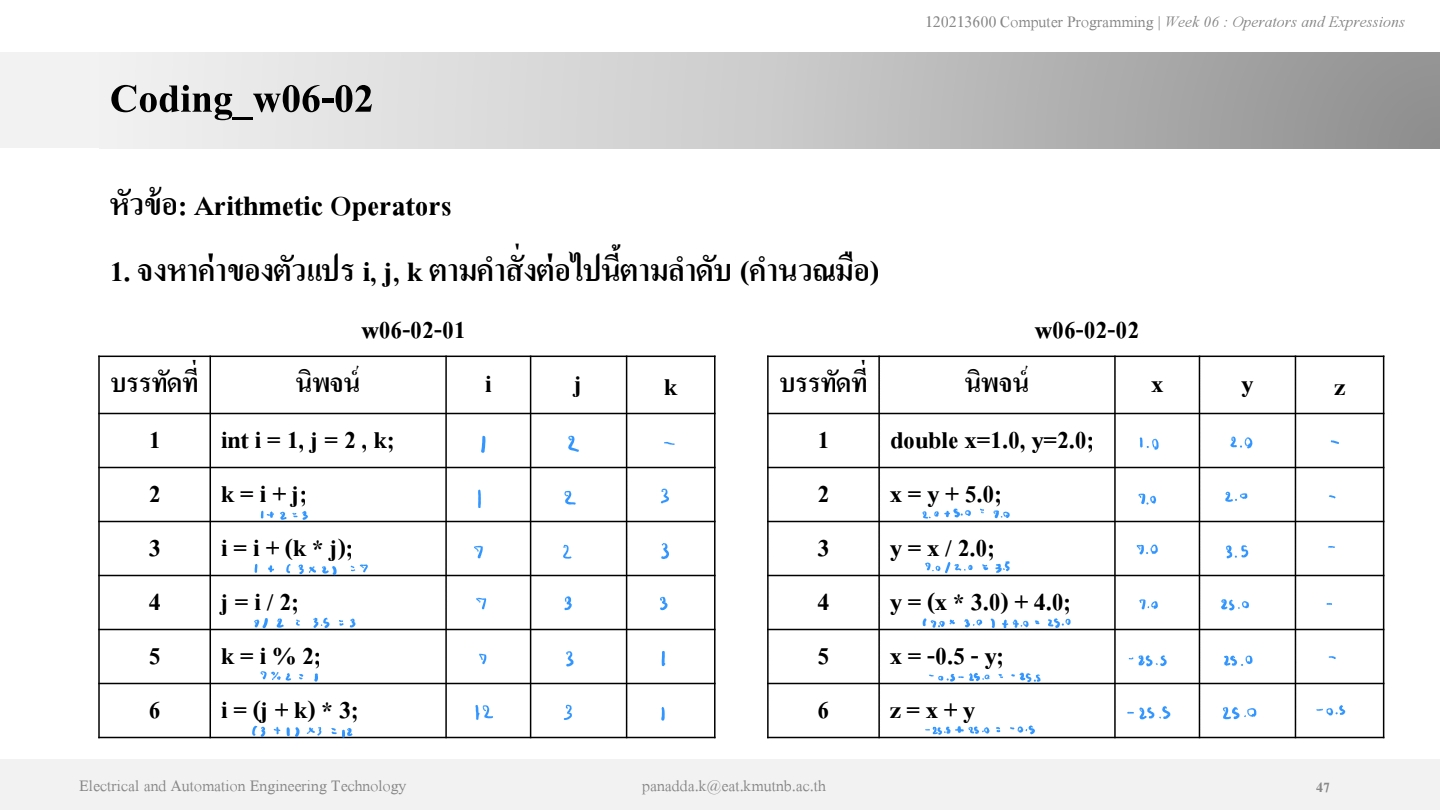 120213600 Computer Programming | Week 06 : Operators and Expressions
Coding_w06-02
หัวข้อ: Arithmetic Operators
1. จงหาค่าของตัวแปร i, j, k ตามคำสั่งต่อไปนี้ตามลำดับ (คำนวณมือ)
w06-02-01
บรรทัดที่ นิพจน์ i j k
1 int i = 1, j = 2 , k; 1 2 -
2 k = i + j; 1 2 3
1 + 2 = 3
3 i = i + (k * j); 7 2 3
1 + (3 x 2) = 7
4 j = i / 2; 7 3 3
7 / 2 = 3.5 = 3
5 k = i % 2; 7 3 1
7 % 2 = 1
6 i = (j + k) * 3; 12 3 1
(3 + 1) x 3 = 12
w06-02-02
บรรทัดที่ นิพจน์ x y z
1 double x=1.0, y=2.0; 1.0 2.0 -
2 x = y + 5.0; 7.0 2.0 -
2.0 + 5.0 = 7.0
3 y = x / 2.0; 7.0 3.5 -
7.0 / 2.0 = 3.5
4 y = (x * 3.0) + 4.0; 7.0 25.0 -
(7.0 x 3.0) + 4.0 = 25.0
5 x = -0.5 - y; -25.5 25.0 -
-0.5 - 25.0 = -25.5
6 z = x + y -25.5 25.0 -0.5
-25.5 + 25.0 = -0.5
Electrical and Automation Engineering Technology panadda.k@eat.kmutnb.ac.th 47